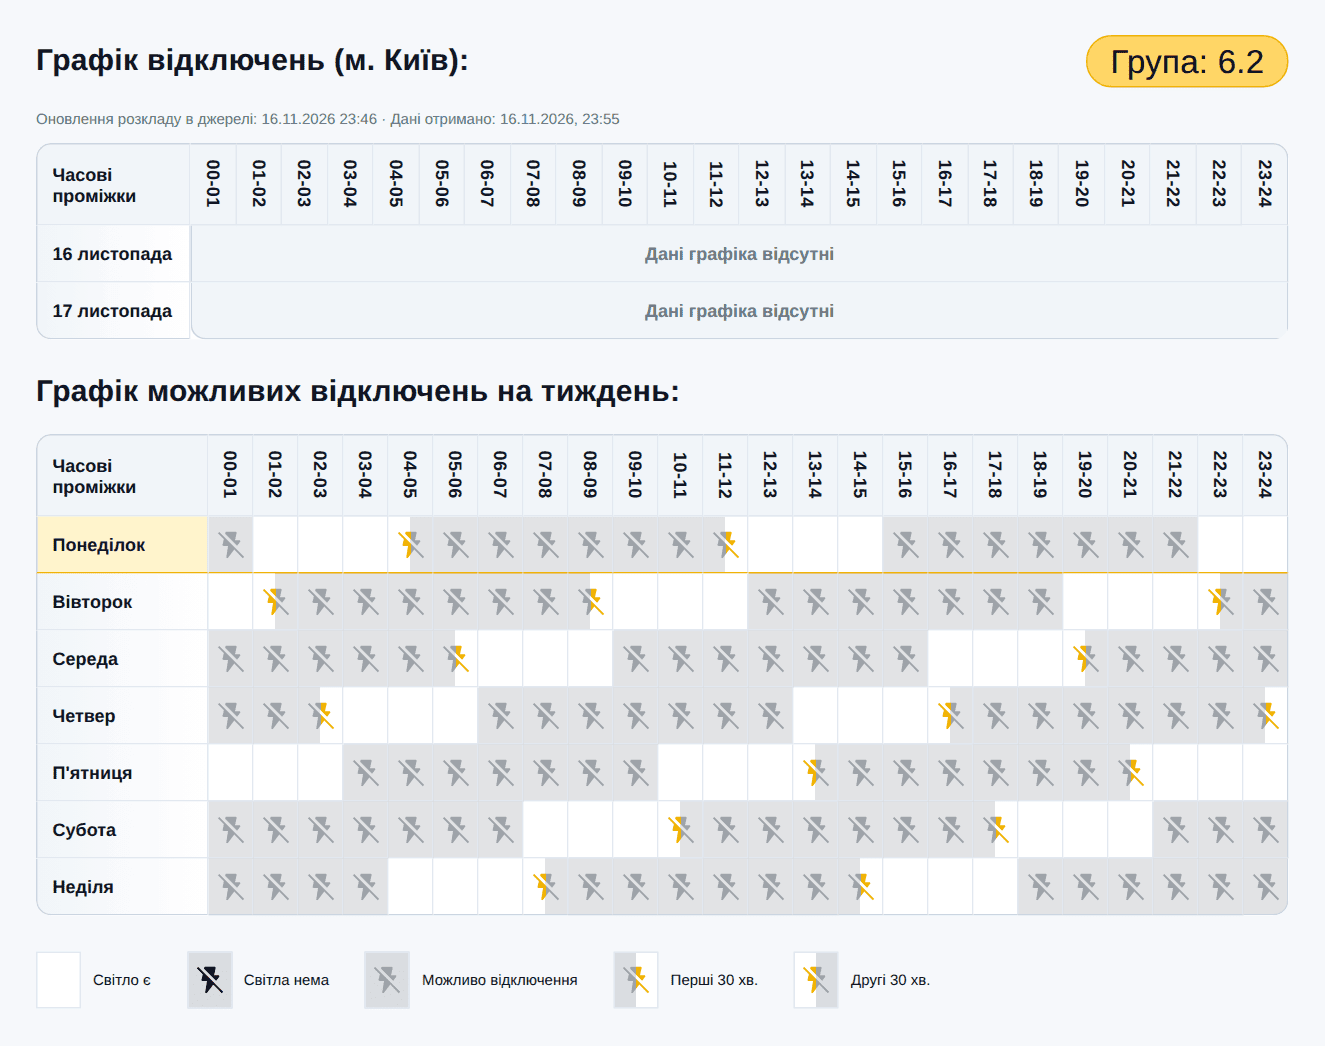 Графік відключень (м. Київ):
Група: 6.2
Оновлення розкладу в джерелі: 16.11.2026 23:46 · Дані отримано: 16.11.2026, 23:55
Часові проміжки 00-01 01-02 02-03 03-04 04-05 05-06 06-07 07-08 08-09 09-10 10-11 11-12 12-13 13-14 14-15 15-16 16-17 17-18 18-19 19-20 20-21 21-22 22-23 23-24
16 листопада Дані графіка відсутні
17 листопада Дані графіка відсутні
Графік можливих відключень на тиждень:
Часові проміжки 00-01 01-02 02-03 03-04 04-05 05-06 06-07 07-08 08-09 09-10 10-11 11-12 12-13 13-14 14-15 15-16 16-17 17-18 18-19 19-20 20-21 21-22 22-23 23-24
Понеділок
Вівторок
Середа
Четвер
П'ятниця
Субота
Неділя
Світло є Світла нема Можливо відключення Перші 30 хв. Другі 30 хв.